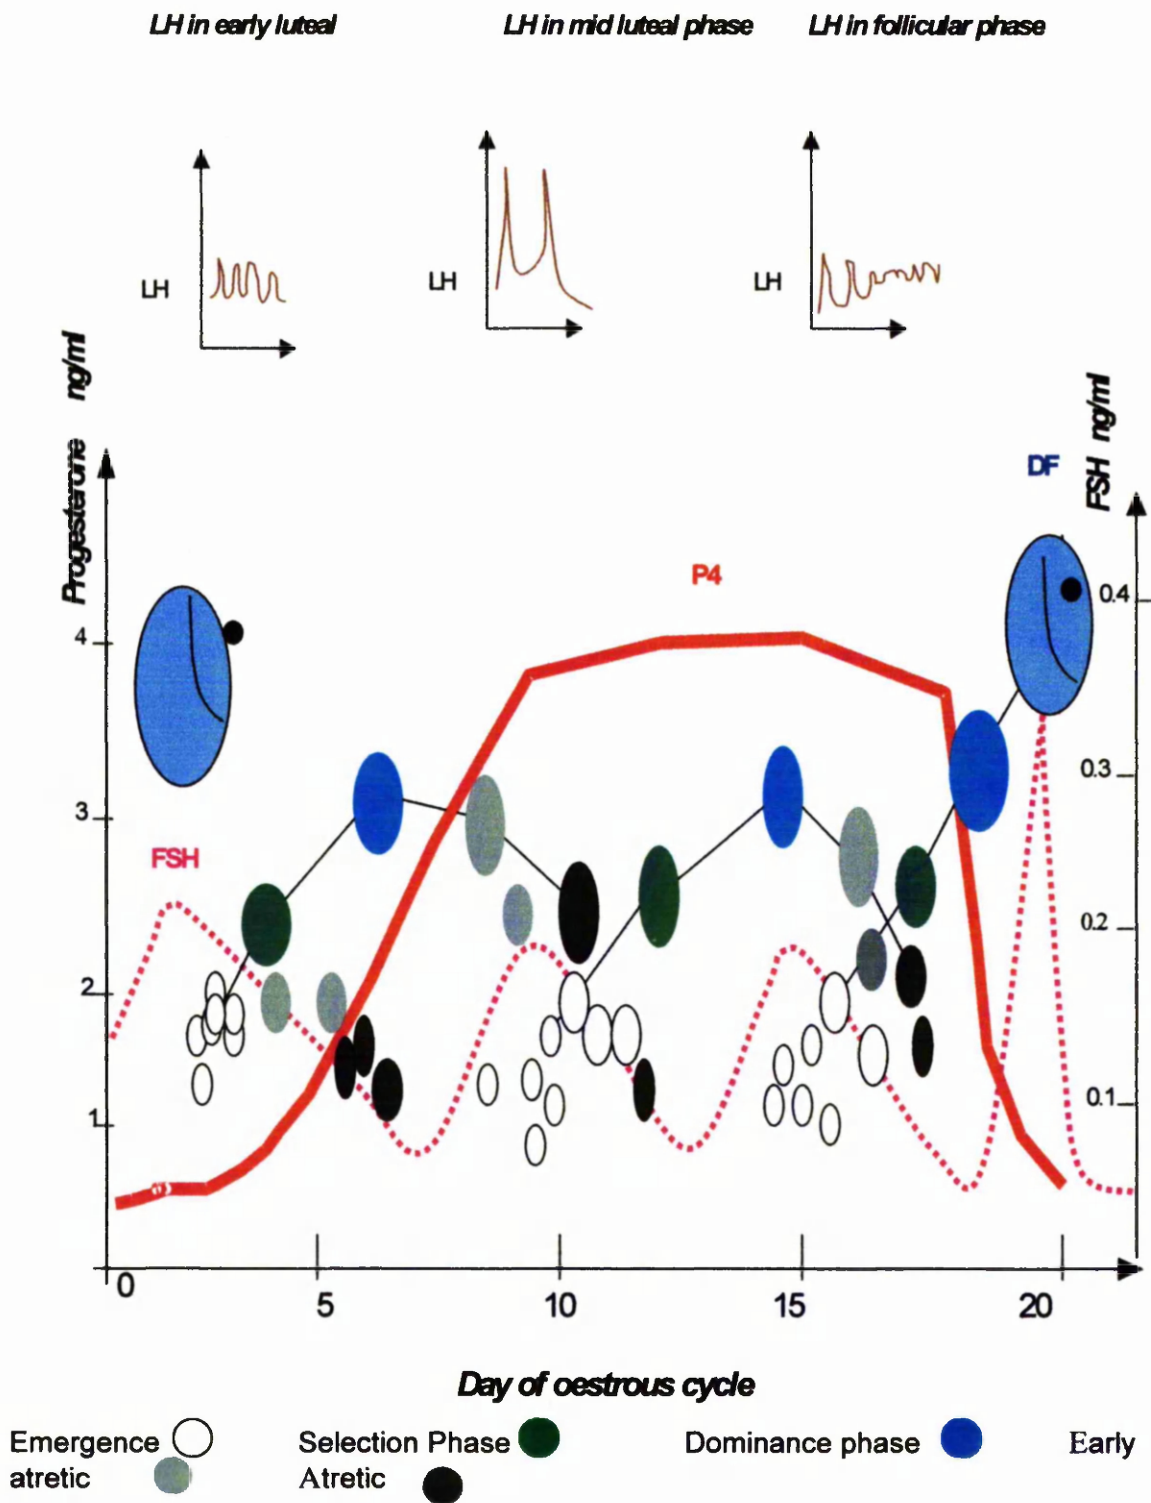 LH in early luteal LH in mid luteal phase LH in follicular phase
LH LH LH
Progesterone ng/ml
FSH ng/ml
DF
P4
0.4
4
0.3
3
FSH
0.2
2
0.1
1
0 5 10 15 20
Day of oestrous cycle
Emergence Selection Phase Dominance phase Early
atretic Atretic